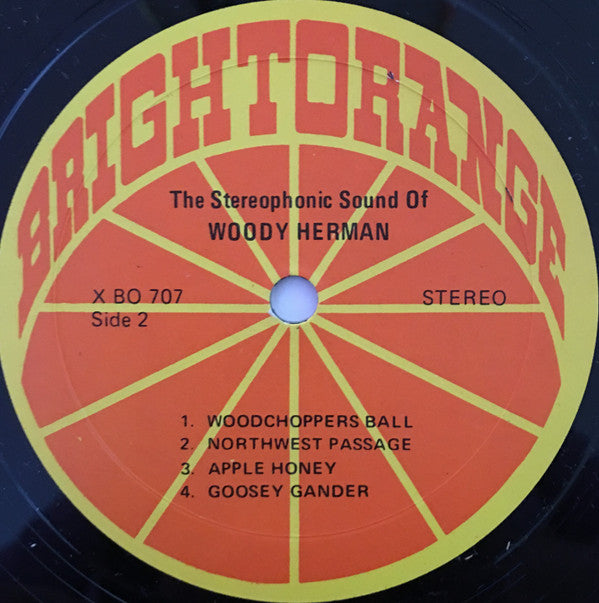 BRIGHTORANGE
The Stereophonic Sound Of
WOODY HERMAN
X BO 707
STEREO
Side 2
1. WOODCHOPPERS BALL
2. NORTHWEST PASSAGE
3. APPLE HONEY
4. GOOSEY GANDER